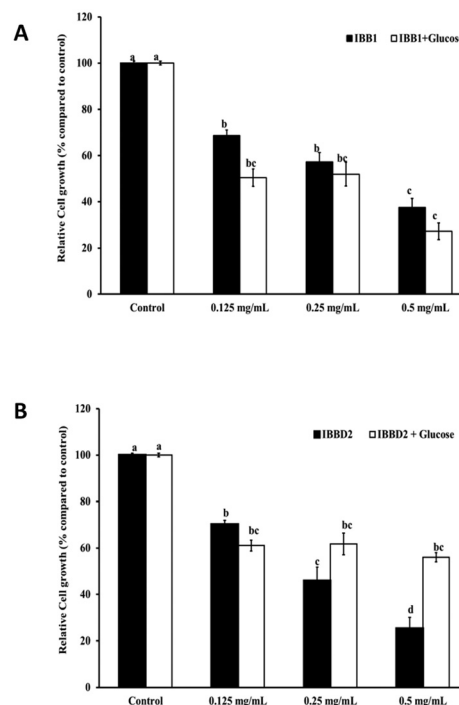 A
IBB1 IBB1+Glucose
Relative Cell growth (% compared to control)
120
100
80
60
40
20
0
a a
b
bc
b
bc
c
c
Control 0.125 mg/mL 0.25 mg/mL 0.5 mg/mL
B
IBBD2 IBBD2 + Glucose
Relative Cell growth (% compared to control)
120
100
80
60
40
20
0
a a
b
bc
c
bc
d
bc
Control 0.125 mg/mL 0.25 mg/mL 0.5 mg/mL